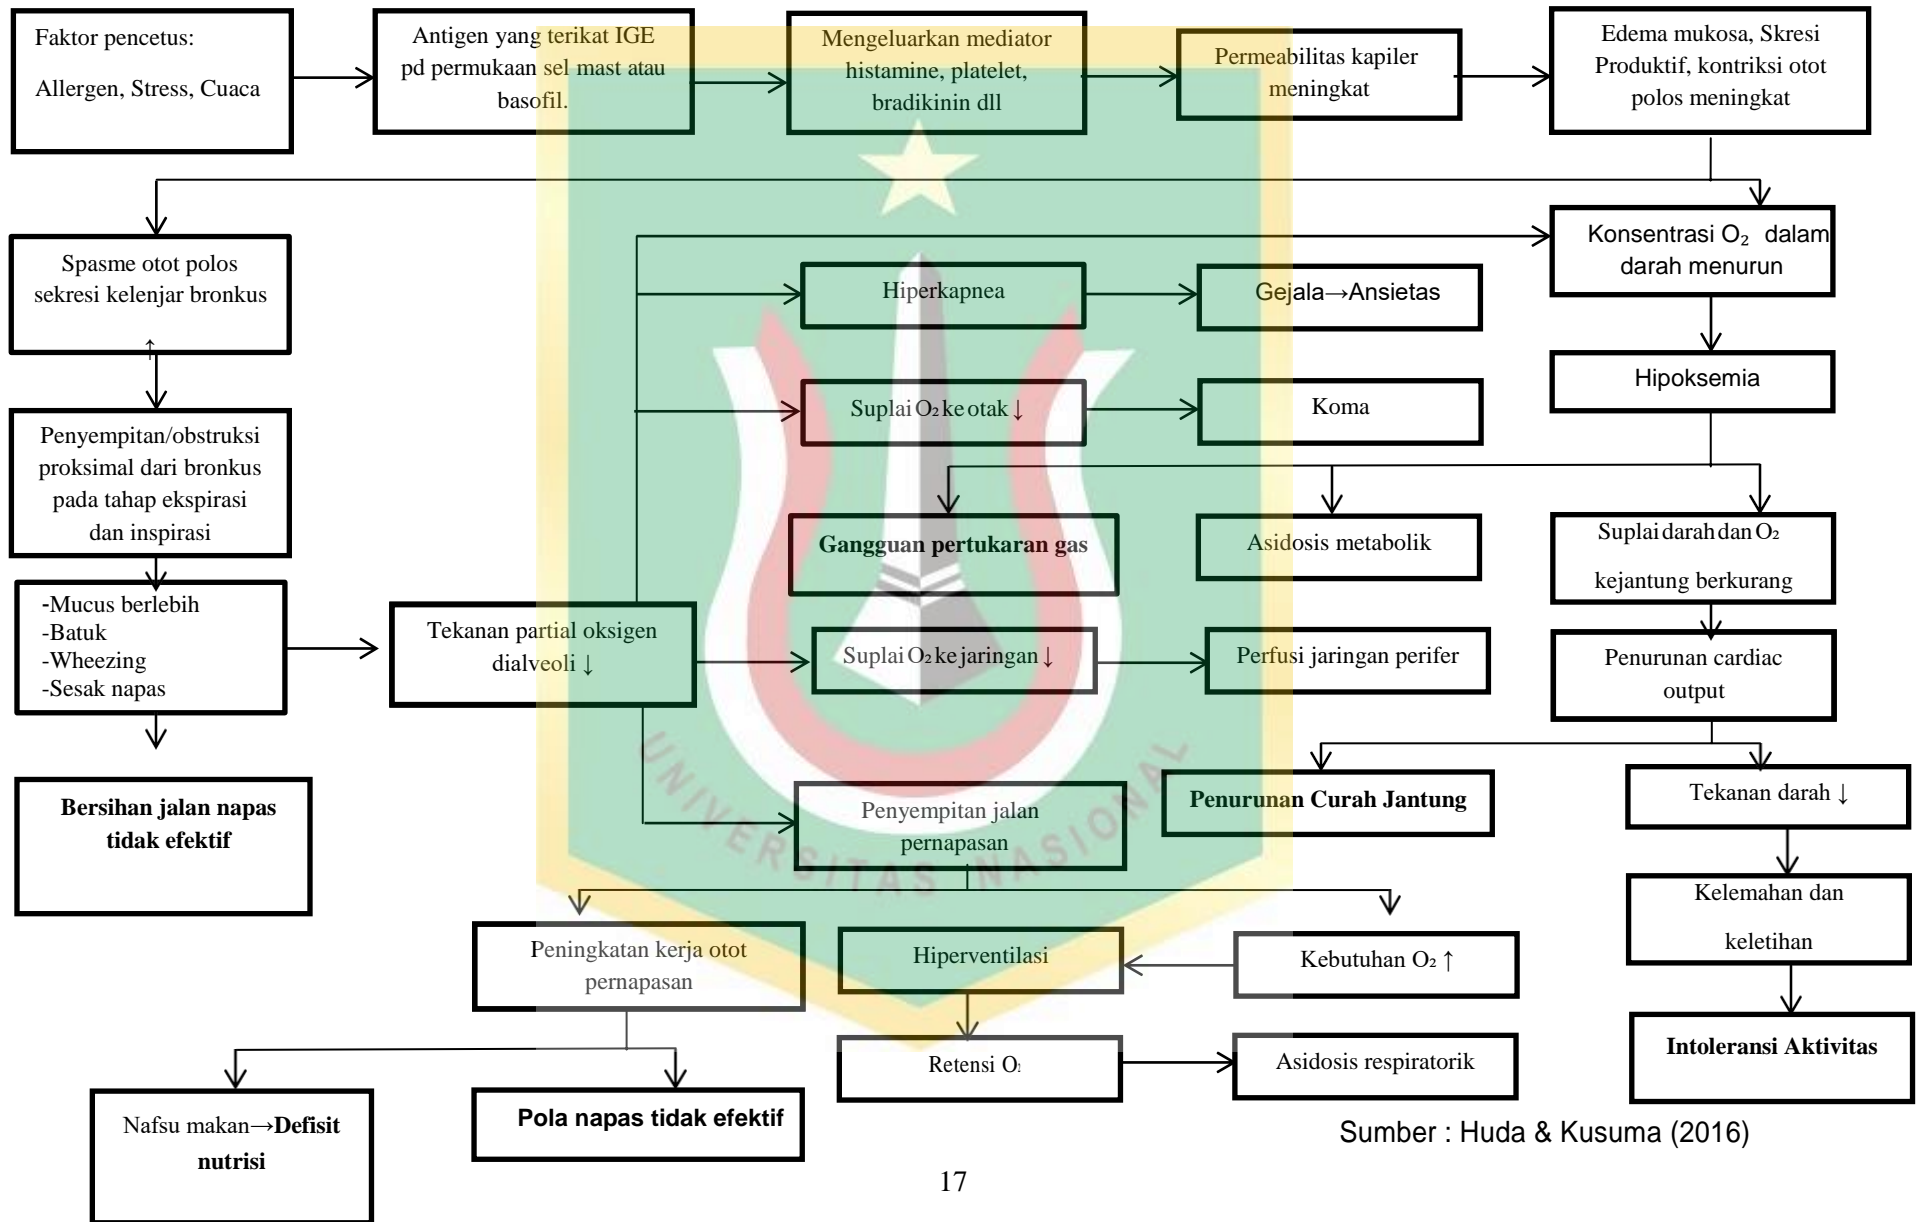 Faktor pencetus:
Allergen, Stress, Cuaca
Antigen yang terikat IGE
pd permukaan sel mast atau
basofil.
Mengeluarkan mediator
histamine, platelet,
bradikinin dll
Permeabilitas kapiler
meningkat
Edema mukosa, Skresi
Produktif, kontriksi otot
polos meningkat
Spasme otot polos
sekresi kelenjar bronkus
↑
Konsentrasi O₂ dalam
darah menurun
Hiperkapnea
Gejala→Ansietas
Hipoksemia
Suplai O₂ ke otak ↓
Koma
Penyempitan/obstruksi
proksimal dari bronkus
pada tahap ekspirasi
dan inspirasi
Gangguan pertukaran gas
Asidosis metabolik
Suplai darah dan O₂
kejantung berkurang
-Mucus berlebih
-Batuk
-Wheezing
-Sesak napas
Tekanan partial oksigen
dialveoli ↓
Suplai O₂ ke jaringan ↓
Perfusi jaringan perifer
Penurunan cardiac
output
Bersihan jalan napas
tidak efektif
Penyempitan jalan
pernapasan
Penurunan Curah Jantung
Tekanan darah ↓
UNIVERSITAS NASIONAL
Peningkatan kerja otot
pernapasan
Hiperventilasi
Kebutuhan O₂ ↑
Kelemahan dan
keletihan
Retensi O₂
Asidosis respiratorik
Intoleransi Aktivitas
Nafsu makan→Defisit
nutrisi
Pola napas tidak efektif
Sumber : Huda & Kusuma (2016)
17